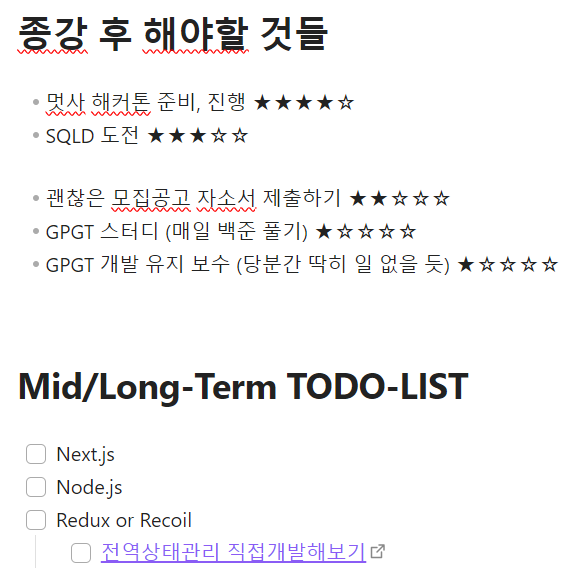 종강 후 해야할 것들
멋사 해커톤 준비, 진행 ★★★★☆
SQLD 도전 ★★★☆☆
괜찮은 모집공고 자소서 제출하기 ★★☆☆☆
GPGT 스터디 (매일 백준 풀기) ★☆☆☆☆
GPGT 개발 유지 보수 (당분간 딱히 일 없을 듯) ★☆☆☆☆
Mid/Long-Term TODO-LIST
Next.js
Node.js
Redux or Recoil
전역상태관리 직접개발해보기